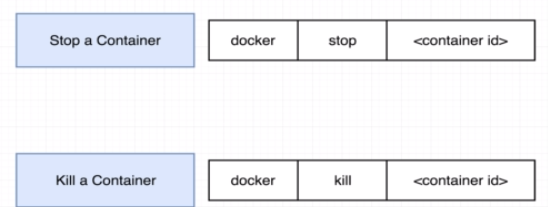 Stop a Container docker stop <container id>
Kill a Container docker kill <container id>